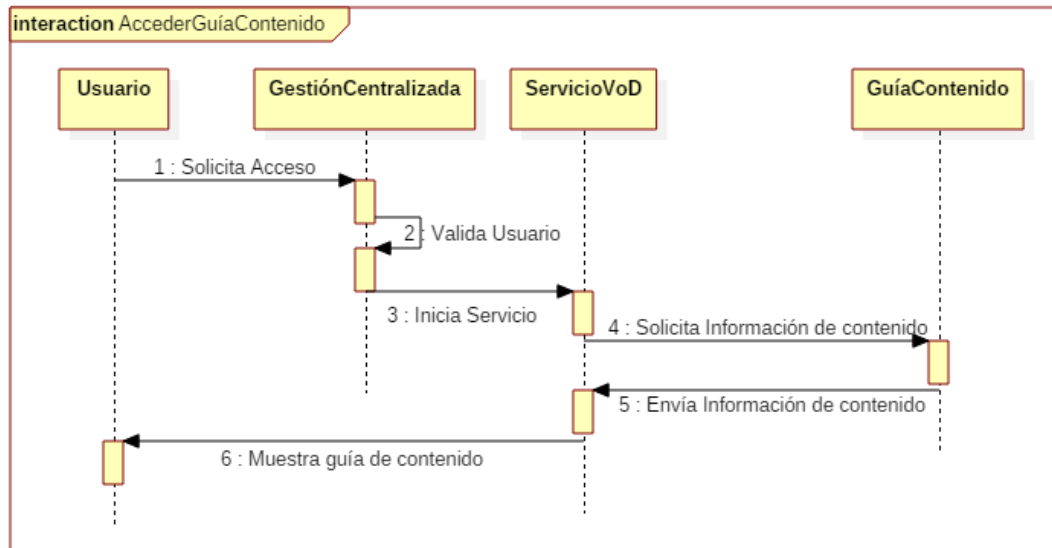 interaction AccederGuíaContenido
Usuario
GestiónCentralizada
ServicioVoD
GuíaContenido
1 : Solicita Acceso
2 : Valida Usuario
3 : Inicia Servicio
4 : Solicita Información de contenido
5 : Envía Información de contenido
6 : Muestra guía de contenido